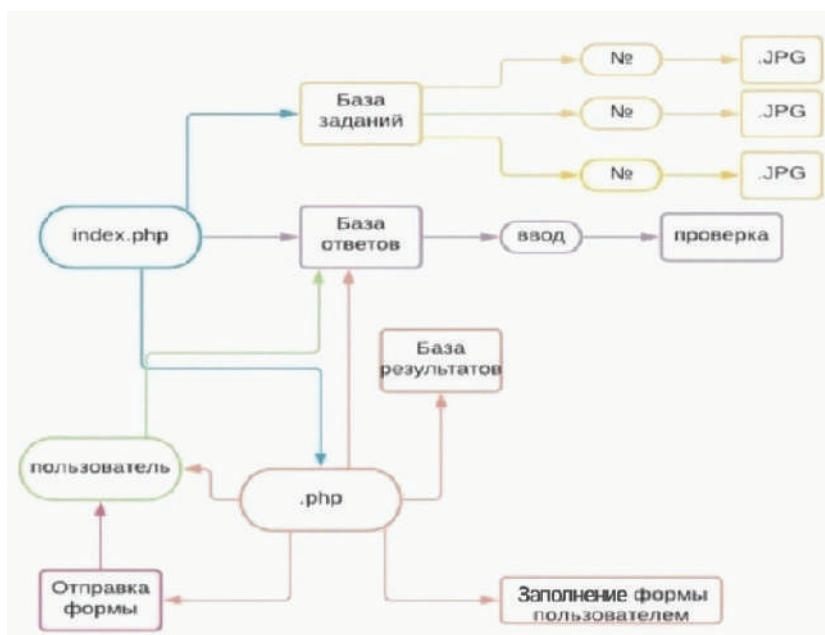 №
.JPG
База
заданий
№
.JPG
№
.JPG
index.php
База
ответов
ввод
проверка
База
результатов
пользователь
.php
Отправка
формы
Заполнение формы
пользователем